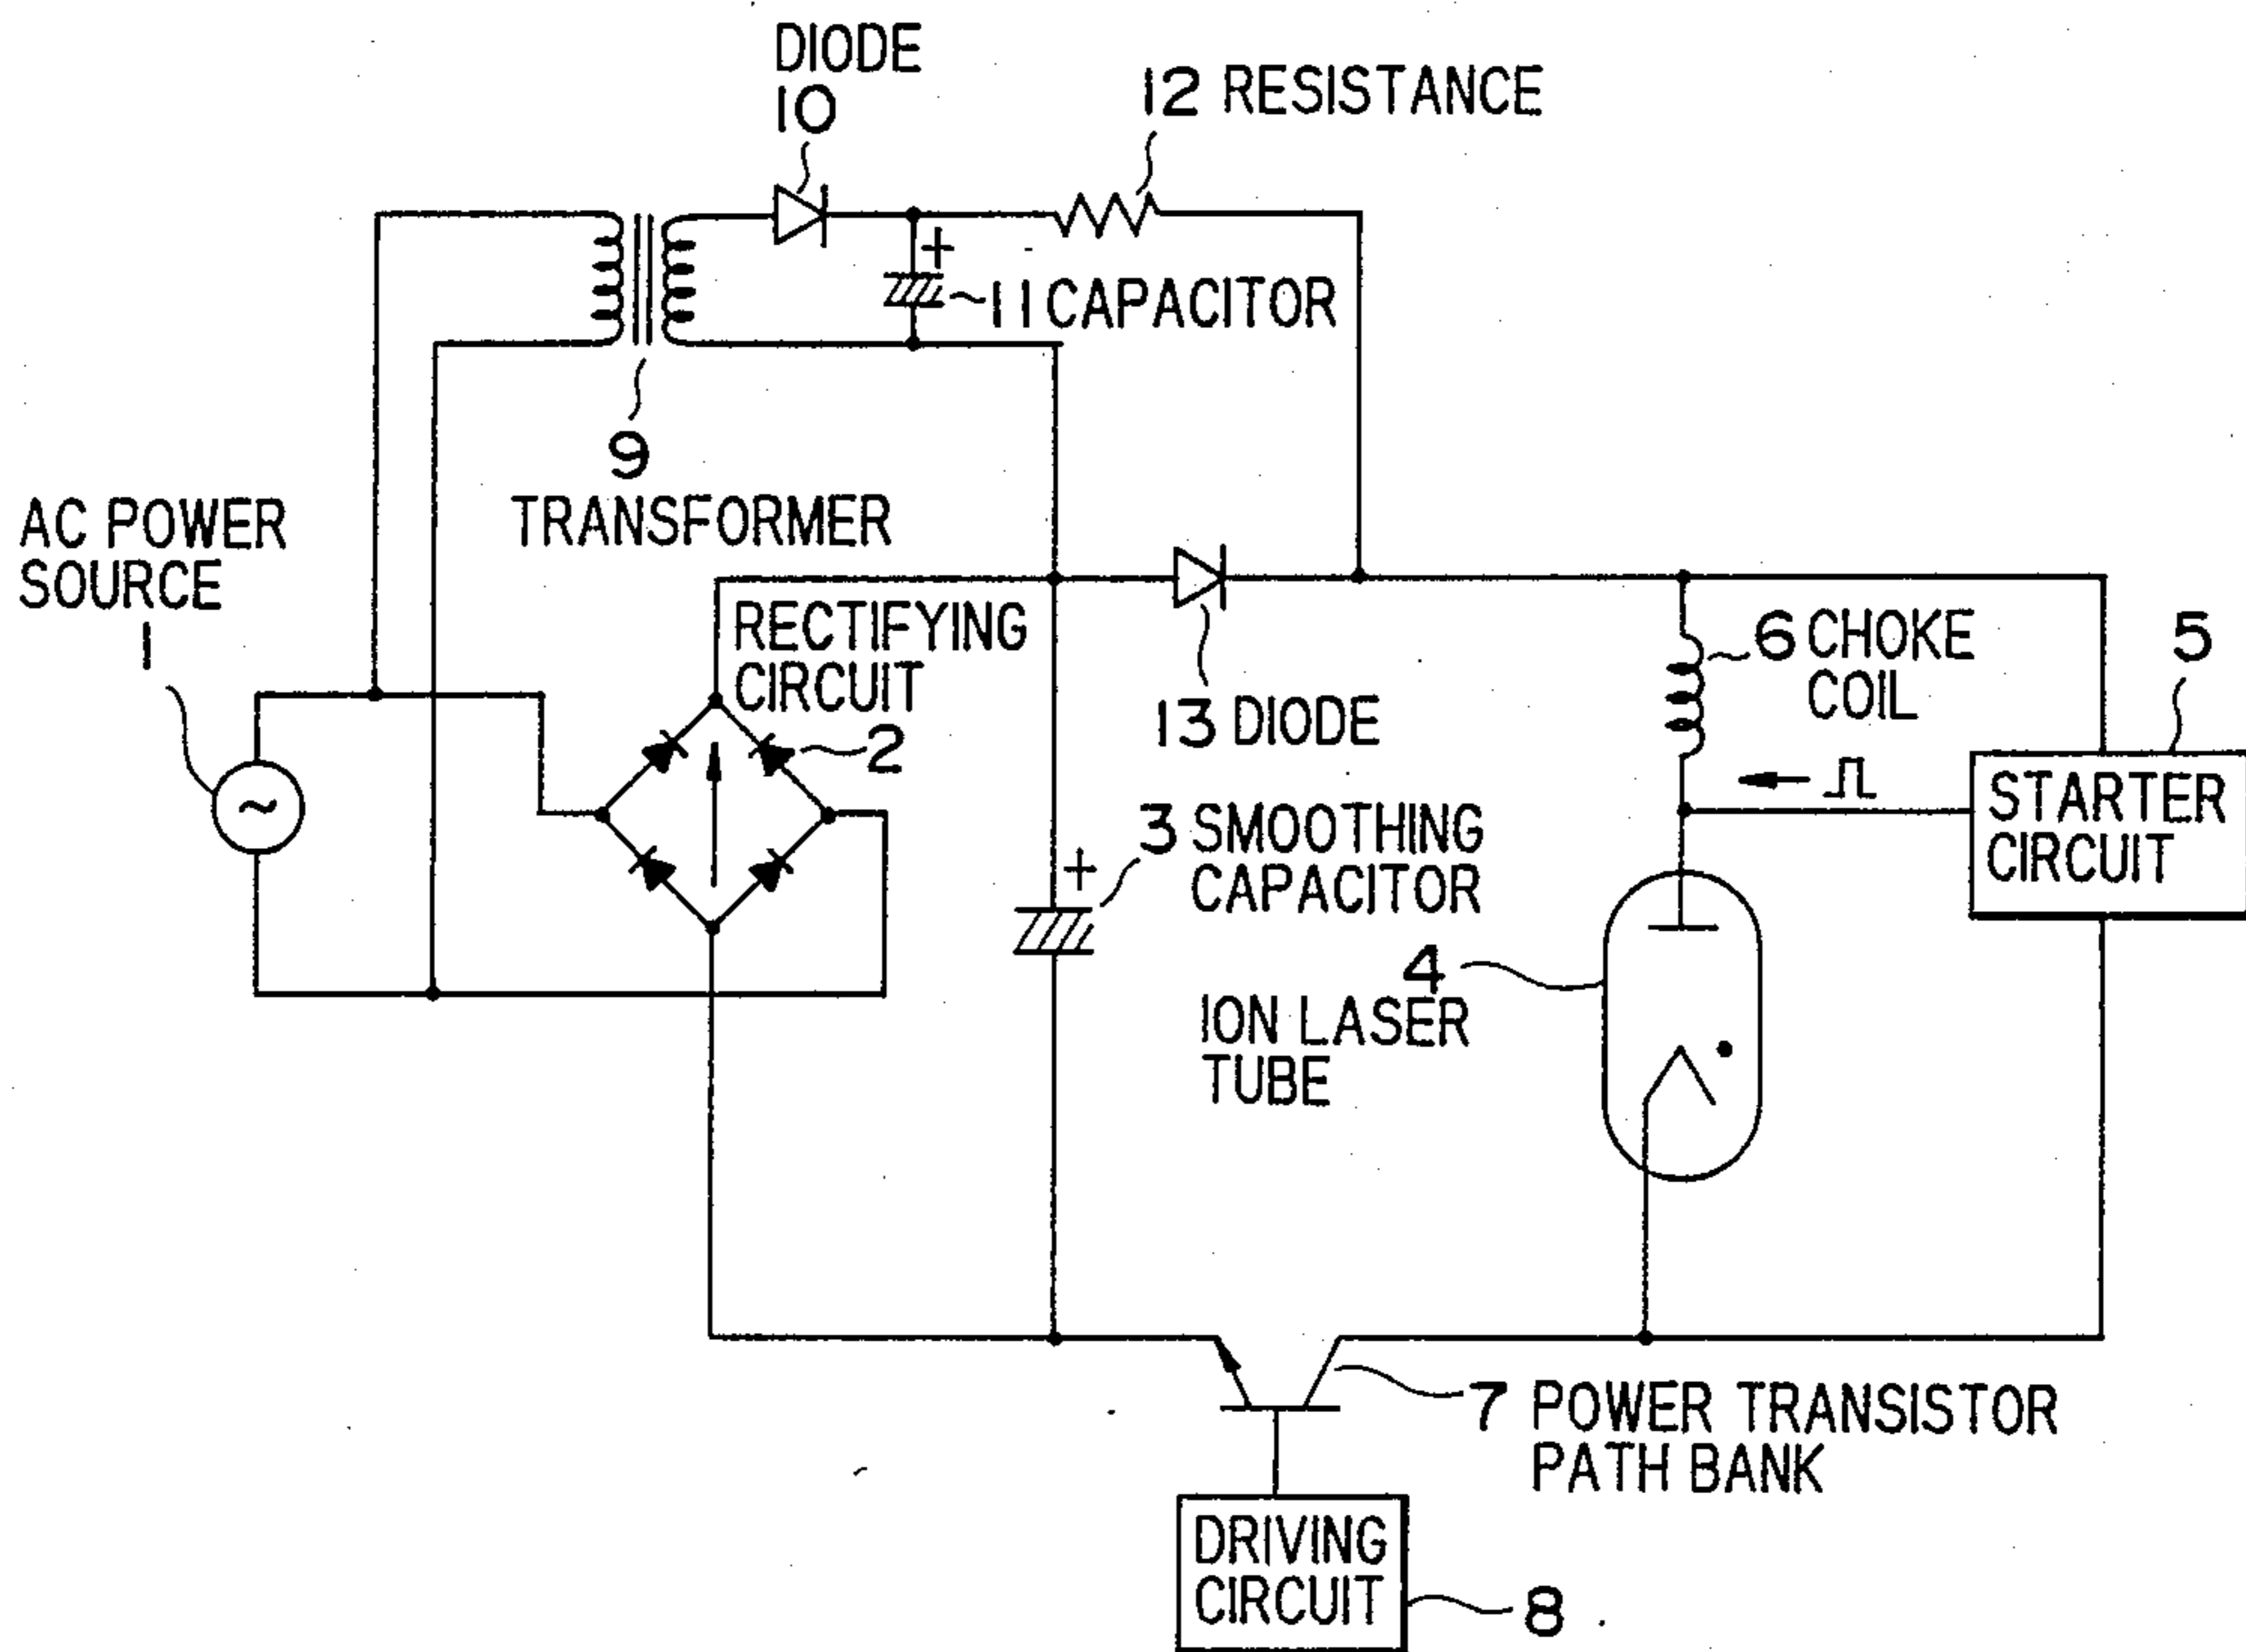 DIODE
10
12 RESISTANCE
+
11 CAPACITOR
9
TRANSFORMER
AC POWER
SOURCE
1
RECTIFYING
CIRCUIT
2
13 DIODE
6 CHOKE
COIL
5
STARTER
CIRCUIT
~
+
3 SMOOTHING
CAPACITOR
4
ION LASER
TUBE
7 POWER TRANSISTOR
PATH BANK
DRIVING
CIRCUIT
8